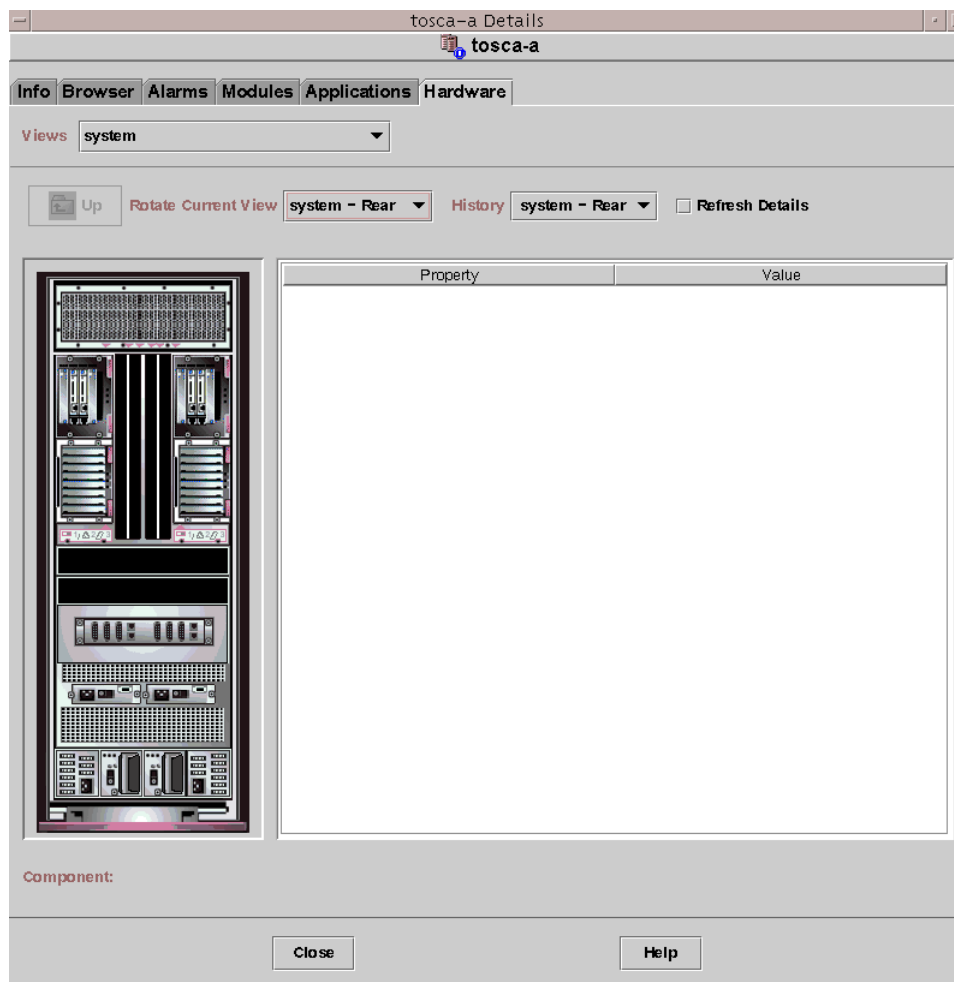 tosca-a Details
tosca-a
Info Browser Alarms Modules Applications Hardware
Views system
Up Rotate Current View system - Rear History system - Rear Refresh Details
Property Value
Component:
Close Help